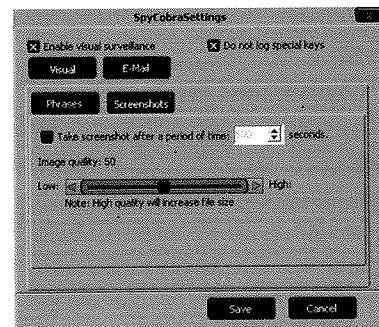 SpyCobraSettings
Enable visual surveillance Do not log special keys
Visual E-Mail
Phrases Screenshots
Take screenshot after a period of time: seconds.
Image quality: 50
Low: High:
Note: High quality will increase file size
Save Cancel